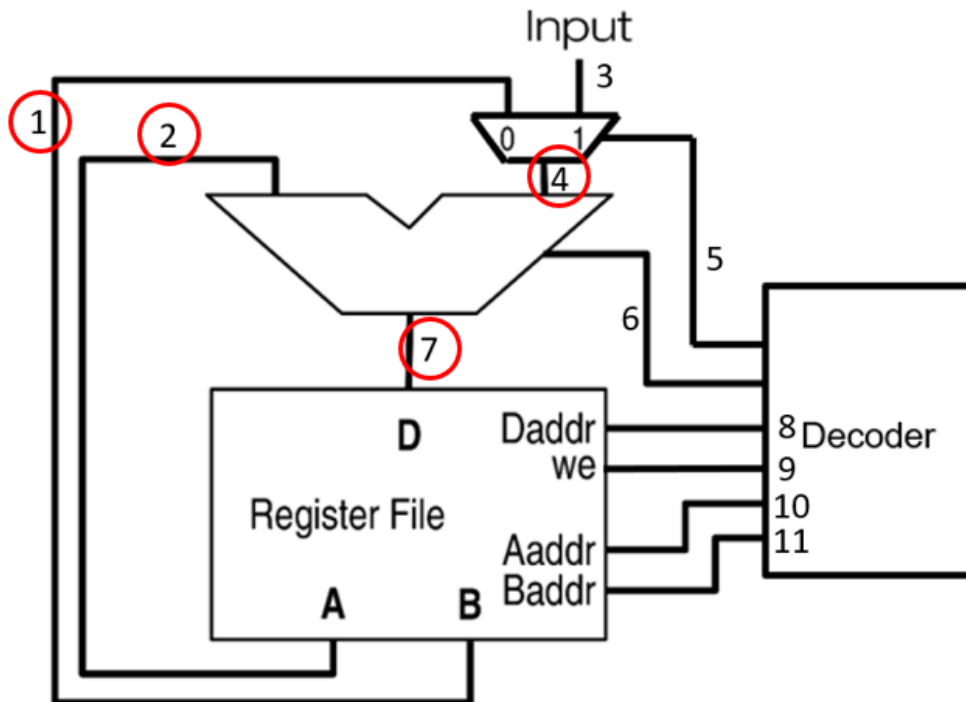 Input
3
1
2
0 1
4
5
6
7
D
Daddr
8
Decoder
we
9
Register File
10
Aaddr
11
Baddr
A
B